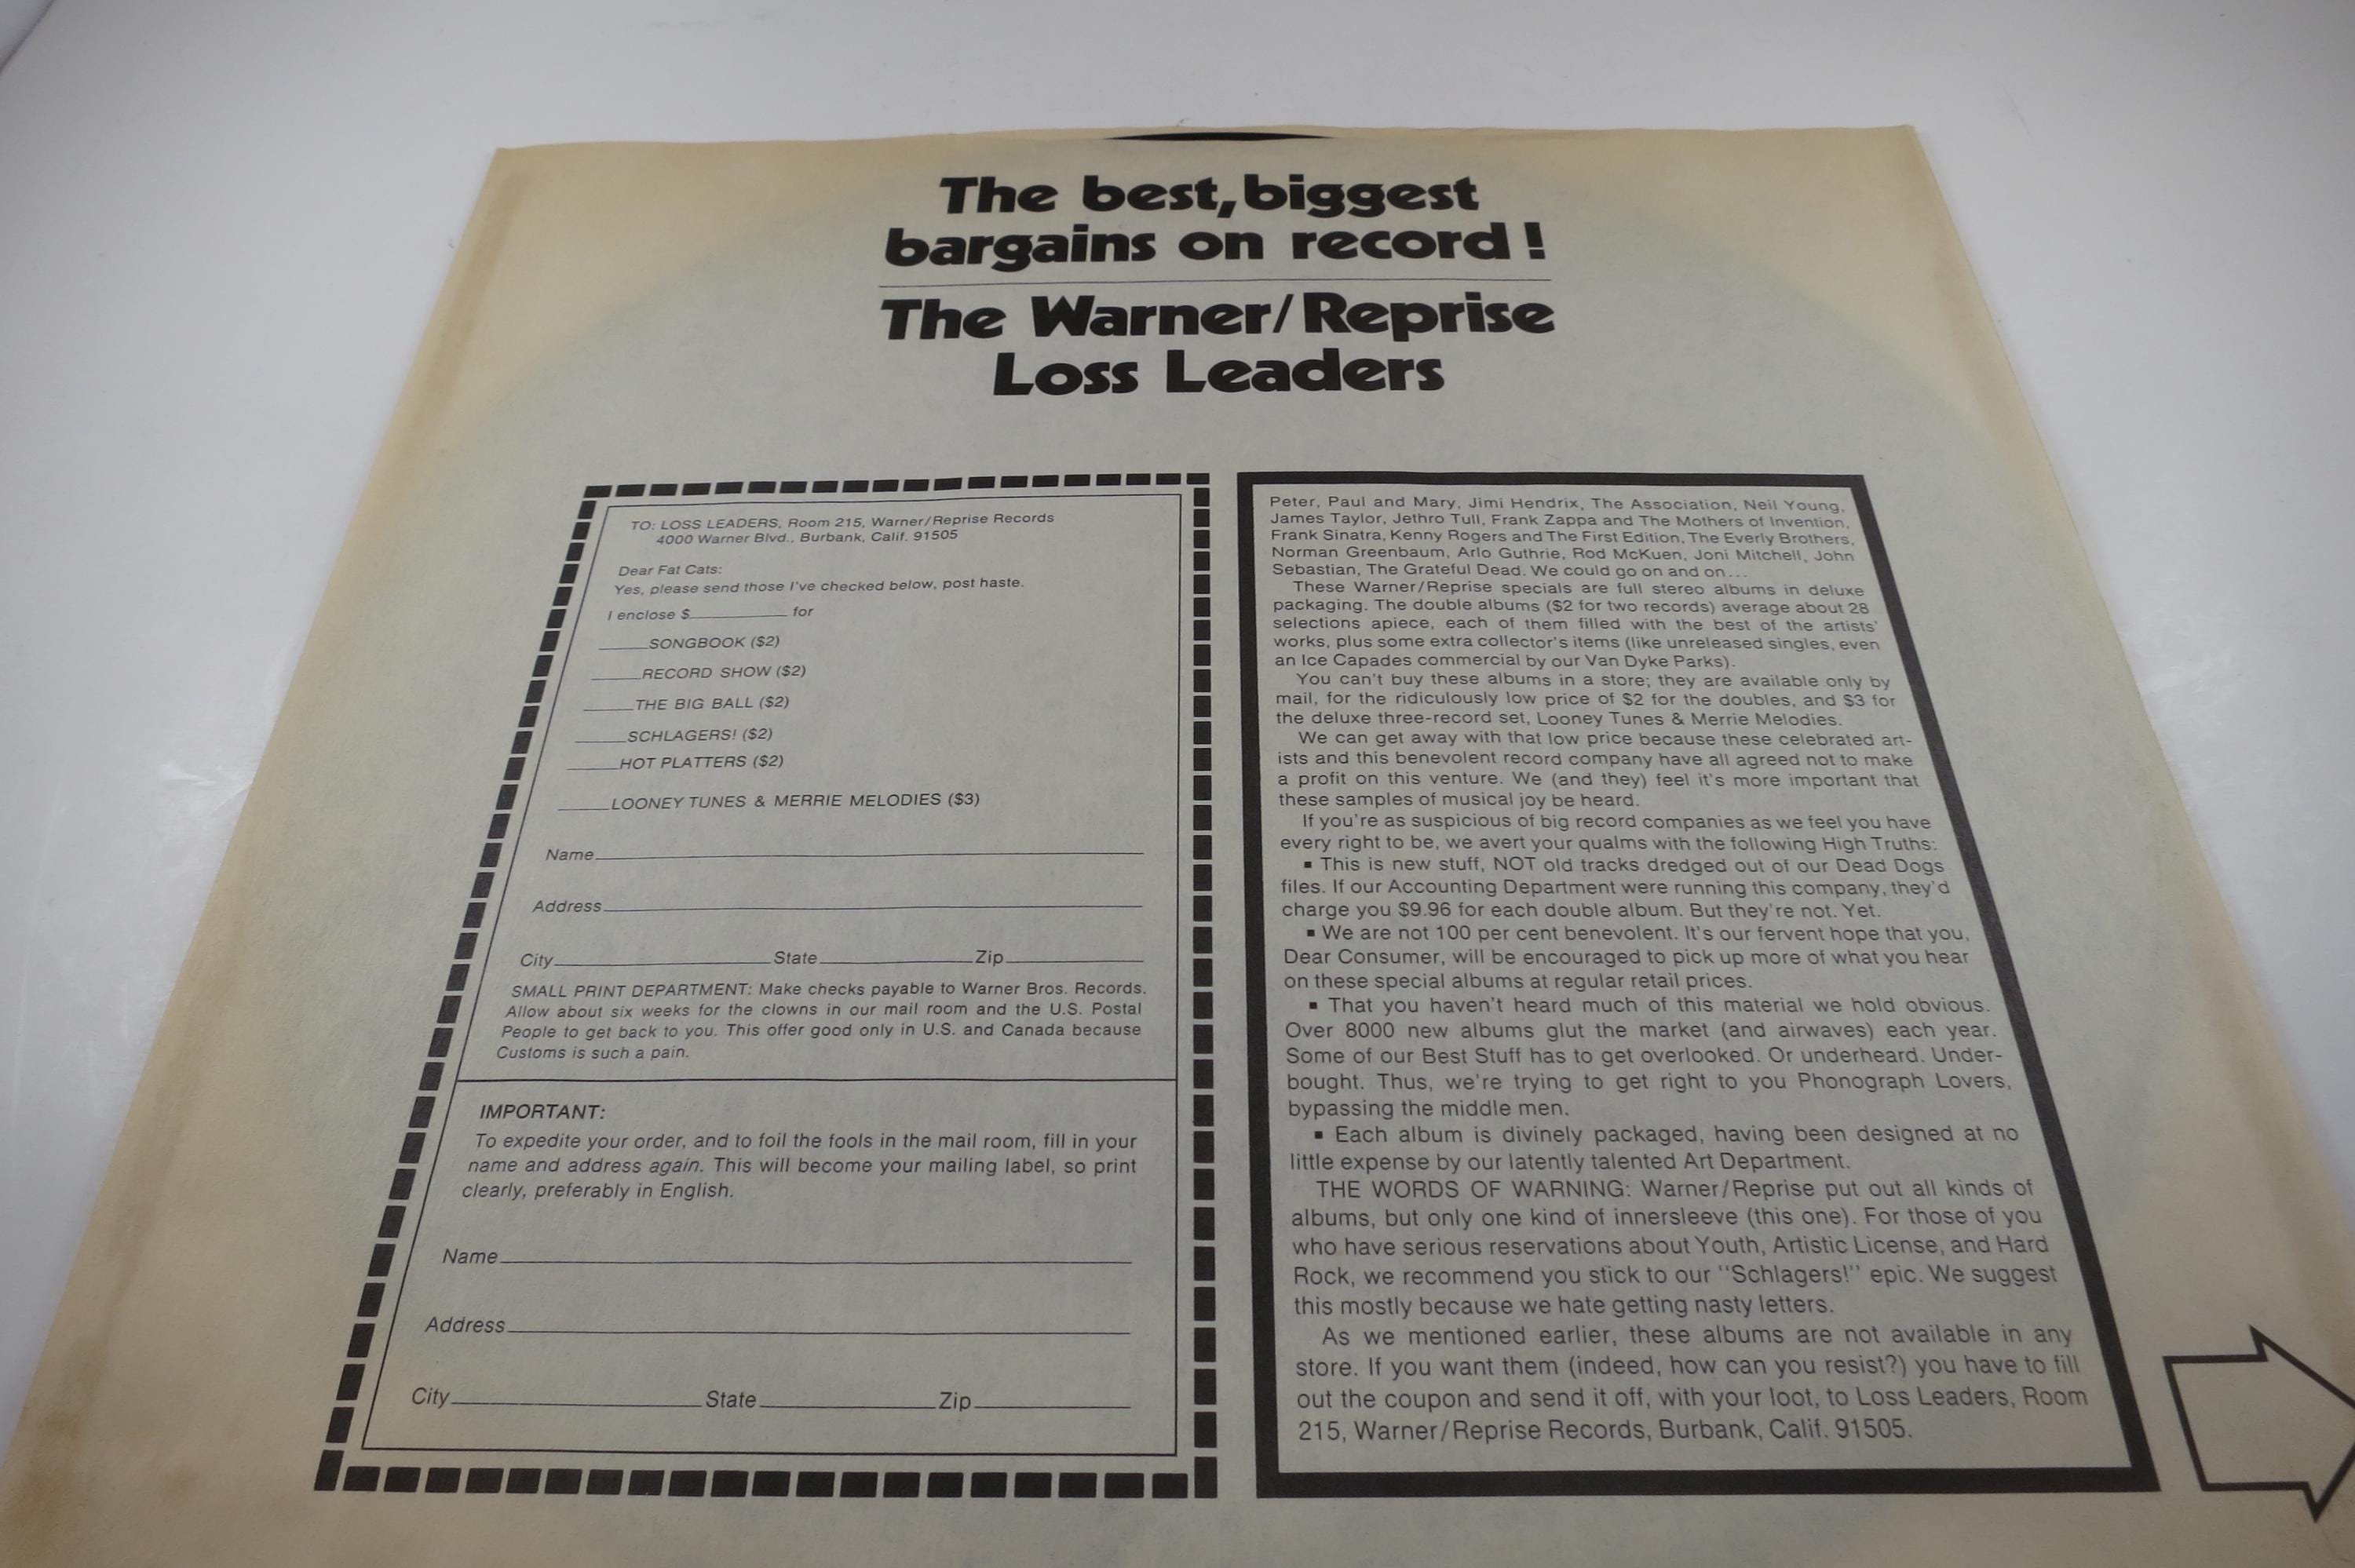 The best, biggest
bargains on record!
The Warner/Reprise
Loss Leaders
TO: LOSS LEADERS, Room 215, Warner/Reprise Records
4000 Warner Blvd., Burbank, Calif. 91505
Dear Fat Cats:
Yes, please send those I've checked below, post haste.
I enclose $__________ for
_____SONGBOOK ($2)
_____RECORD SHOW ($2)
_____THE BIG BALL ($2)
_____SCHLAGERS! ($2)
_____HOT PLATTERS ($2)
_____LOONEY TUNES & MERRIE MELODIES ($3)
Name
Address
City State Zip
SMALL PRINT DEPARTMENT: Make checks payable to Warner Bros. Records.
Allow about six weeks for the clowns in our mail room and the U.S. Postal
People to get back to you. This offer good only in U.S. and Canada because
Customs is such a pain.
IMPORTANT:
To expedite your order, and to foil the fools in the mail room, fill in your
name and address again. This will become your mailing label, so print
clearly, preferably in English.
Name
Address
City State Zip
Peter, Paul and Mary, Jimi Hendrix, The Association, Neil Young,
James Taylor, Jethro Tull, Frank Zappa and The Mothers of Invention,
Frank Sinatra, Kenny Rogers and The First Edition, The Everly Brothers,
Norman Greenbaum, Arlo Guthrie, Rod McKuen, Joni Mitchell, John
Sebastian, The Grateful Dead. We could go on and on...
These Warner/Reprise specials are full stereo albums in deluxe
packaging. The double albums ($2 for two records) average about 28
selections apiece, each of them filled with the best of the artists'
works, plus some extra collector's items (like unreleased singles, even
an Ice Capades commercial by our Van Dyke Parks).
You can't buy these albums in a store; they are available only by
mail, for the ridiculously low price of $2 for the doubles, and $3 for
the deluxe three-record set, Looney Tunes & Merrie Melodies.
We can get away with that low price because these celebrated art-
ists and this benevolent record company have all agreed not to make
a profit on this venture. We (and they) feel it's more important that
these samples of musical joy be heard.
If you're as suspicious of big record companies as we feel you have
every right to be, we avert your qualms with the following High Truths:
▪ This is new stuff, NOT old tracks dredged out of our Dead Dogs
files. If our Accounting Department were running this company, they'd
charge you $9.96 for each double album. But they're not. Yet.
▪ We are not 100 per cent benevolent. It's our fervent hope that you,
Dear Consumer, will be encouraged to pick up more of what you hear
on these special albums at regular retail prices.
▪ That you haven't heard much of this material we hold obvious.
Over 8000 new albums glut the market (and airwaves) each year.
Some of our Best Stuff has to get overlooked. Or underheard. Under-
bought. Thus, we're trying to get right to you Phonograph Lovers,
bypassing the middle men.
▪ Each album is divinely packaged, having been designed at no
little expense by our latently talented Art Department.
THE WORDS OF WARNING: Warner/Reprise put out all kinds of
albums, but only one kind of innersleeve (this one). For those of you
who have serious reservations about Youth, Artistic License, and Hard
Rock, we recommend you stick to our "Schlagers!" epic. We suggest
this mostly because we hate getting nasty letters.
As we mentioned earlier, these albums are not available in any
store. If you want them (indeed, how can you resist?) you have to fill
out the coupon and send it off, with your loot, to Loss Leaders, Room
215, Warner/Reprise Records, Burbank, Calif. 91505.